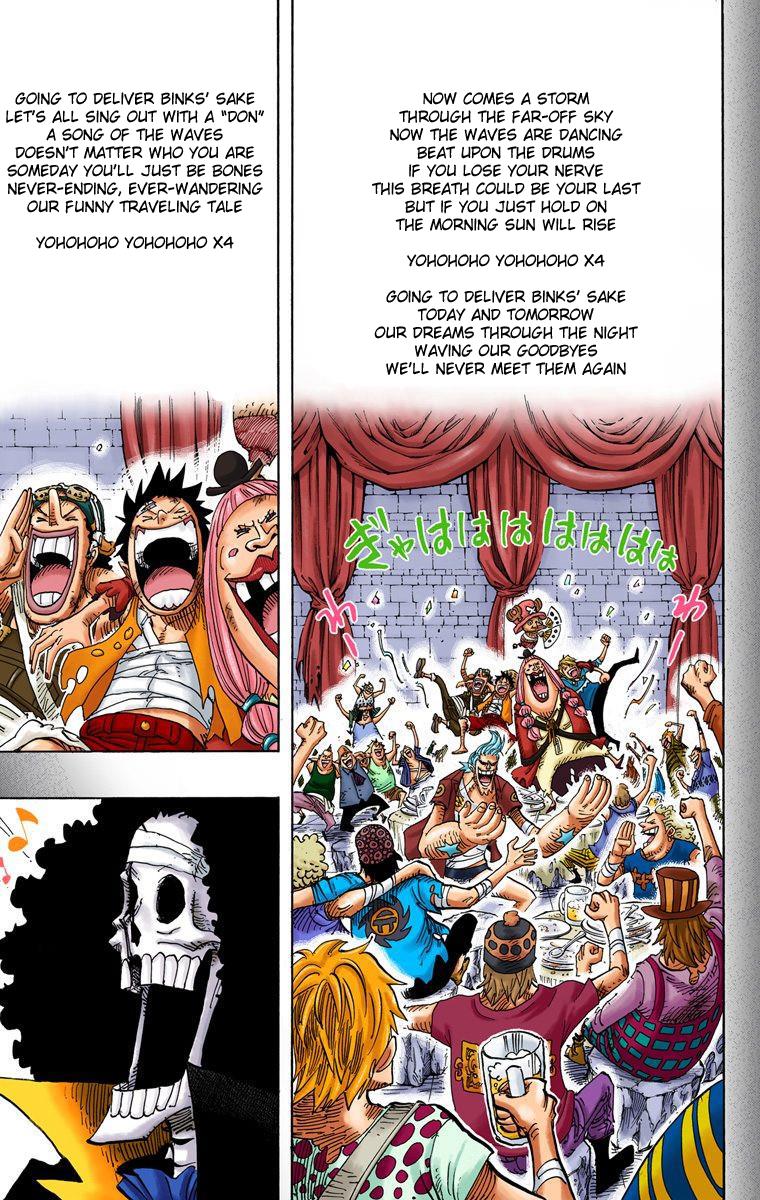 NOW COMES A STORM
THROUGH THE FAR-OFF SKY
NOW THE WAVES ARE DANCING
BEAT UPON THE DRUMS
IF YOU LOSE YOUR NERVE
THIS BREATH COULD BE YOUR LAST
BUT IF YOU JUST HOLD ON
THE MORNING SUN WILL RISE
YOHOHOHO YOHOHOHO X4
GOING TO DELIVER BINKS' SAKE
TODAY AND TOMORROW
OUR DREAMS THROUGH THE NIGHT
WAVING OUR GOODBYES
WE'LL NEVER MEET THEM AGAIN
ぎゃはははははははは
わー
わー
GOING TO DELIVER BINKS' SAKE
LET'S ALL SING OUT WITH A "DON"
A SONG OF THE WAVES
DOESN'T MATTER WHO YOU ARE
SOMEDAY YOU'LL JUST BE BONES
NEVER-ENDING, EVER-WANDERING
OUR FUNNY TRAVELING TALE
YOHOHOHO YOHOHOHO X4